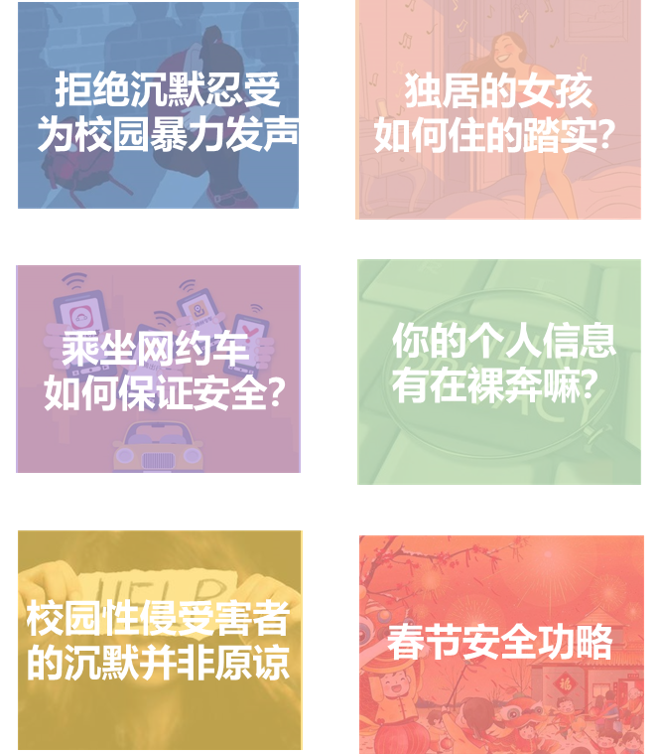 拒绝沉默忍受
为校园暴力发声
独居的女孩
如何住的踏实?
乘坐网约车
如何保证安全?
你的个人信息
有在裸奔嘛?
HELP
校园性侵受害者
的沉默并非原谅
春节安全功略
福